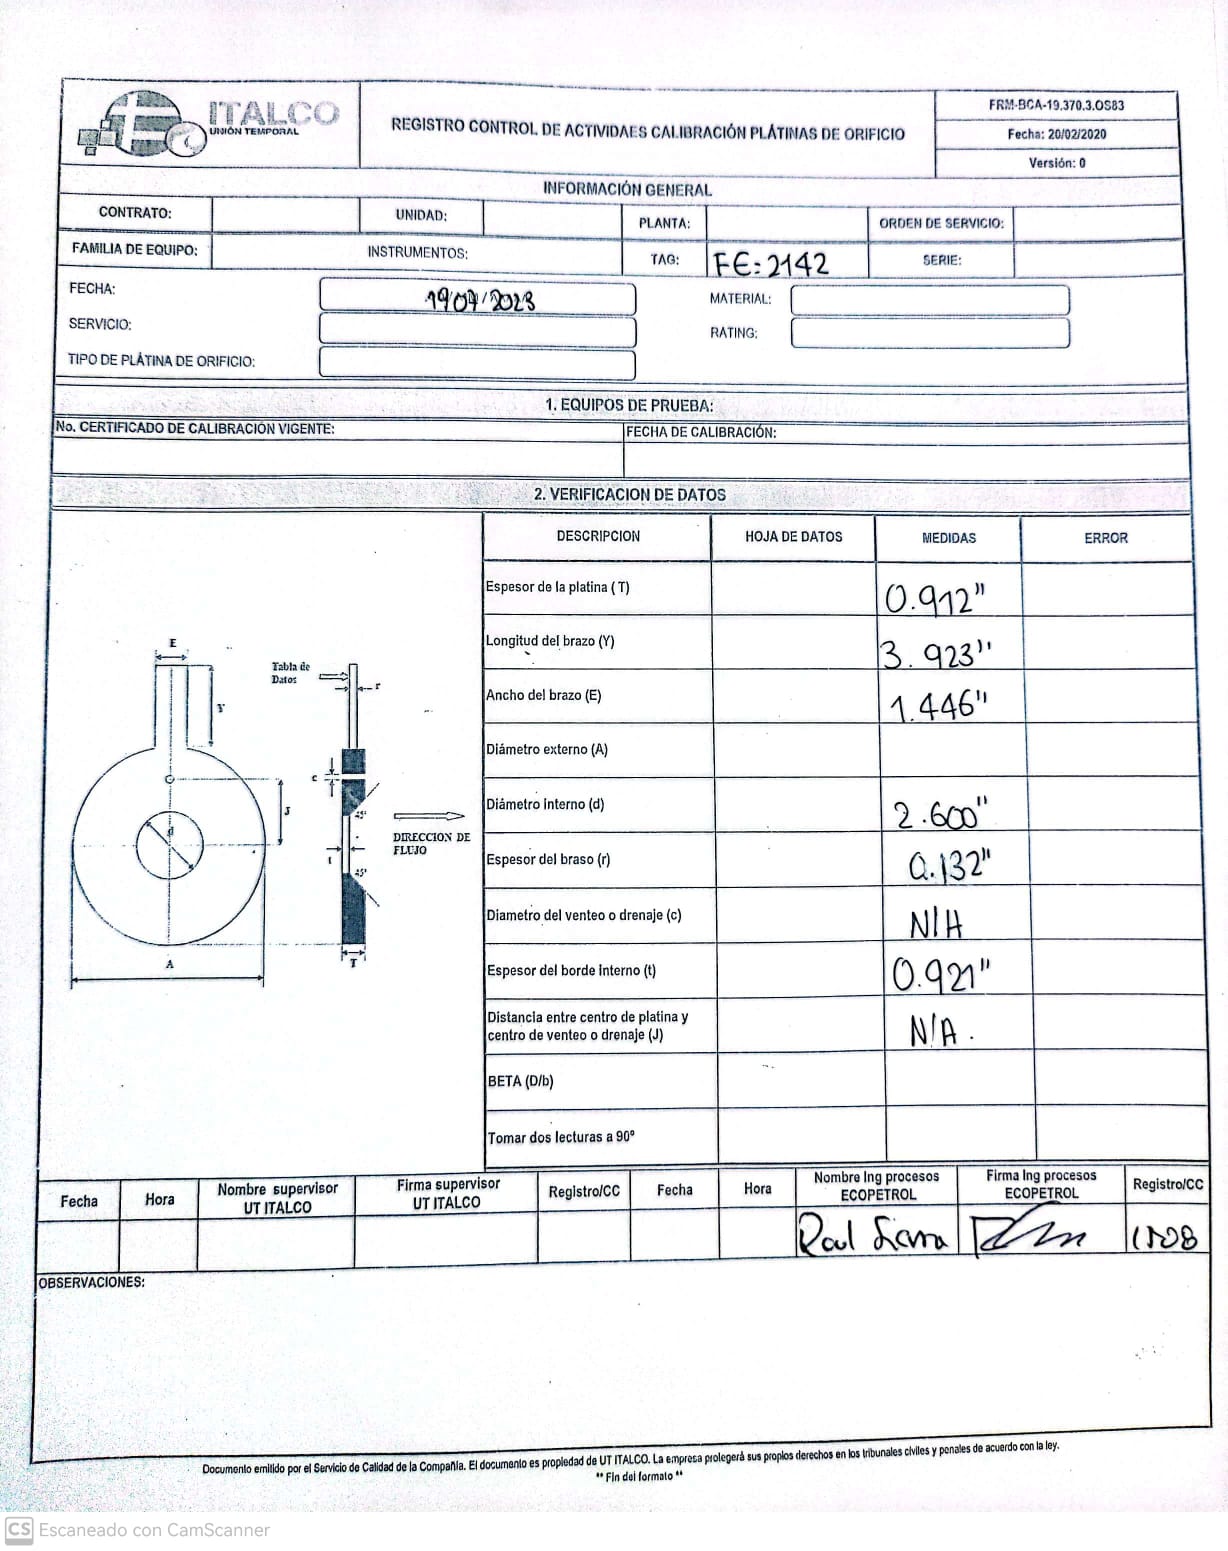 ITALCO
UNIÓN TEMPORAL
REGISTRO CONTROL DE ACTIVIDAES CALIBRACIÓN PLATINAS DE ORIFICIO
FRM-BCA-19.370.3.OS83
Fecha: 20/02/2020
Versión: 0
INFORMACIÓN GENERAL
CONTRATO: UNIDAD: PLANTA: ORDEN DE SERVICIO:
FAMILIA DE EQUIPO: INSTRUMENTOS: TAG: FE:2142 SERIE:
FECHA: 19/07/2023 MATERIAL:
SERVICIO: RATING:
TIPO DE PLATINA DE ORIFICIO:
1. EQUIPOS DE PRUEBA:
No. CERTIFICADO DE CALIBRACIÓN VIGENTE: FECHA DE CALIBRACIÓN:
2. VERIFICACION DE DATOS
DESCRIPCION HOJA DE DATOS MEDIDAS ERROR
Espesor de la platina (T) 0.912"
Longitud del brazo (Y) 3.923"
Ancho del brazo (E) 1.446"
Diámetro externo (A)
Diámetro interno (d) 2.600"
Espesor del braso (r) 0.132"
Diametro del venteo o drenaje (c) N/A
Espesor del borde interno (t) 0.921"
Distancia entre centro de platina y
centro de venteo o drenaje (J) N/A.
BETA (D/b)
Tomar dos lecturas a 90º
E
Tabla de
Datos
r
Y
c
J
45°
d
DIRECCION DE
FLUJO
t
45°
A
T
Fecha Hora Nombre supervisor UT ITALCO Firma supervisor UT ITALCO Registro/CC Fecha Hora Nombre Ing procesos ECOPETROL Firma Ing procesos ECOPETROL Registro/CC
Raul Sierra
OBSERVACIONES:
Documento emitido por el Servicio de Calidad de la Compañía. El documento es propiedad de UT ITALCO. La empresa protegerá sus propios derechos en los tribunales civiles y penales de acuerdo con la ley.
** Fin del formato **
CS Escaneado con CamScanner